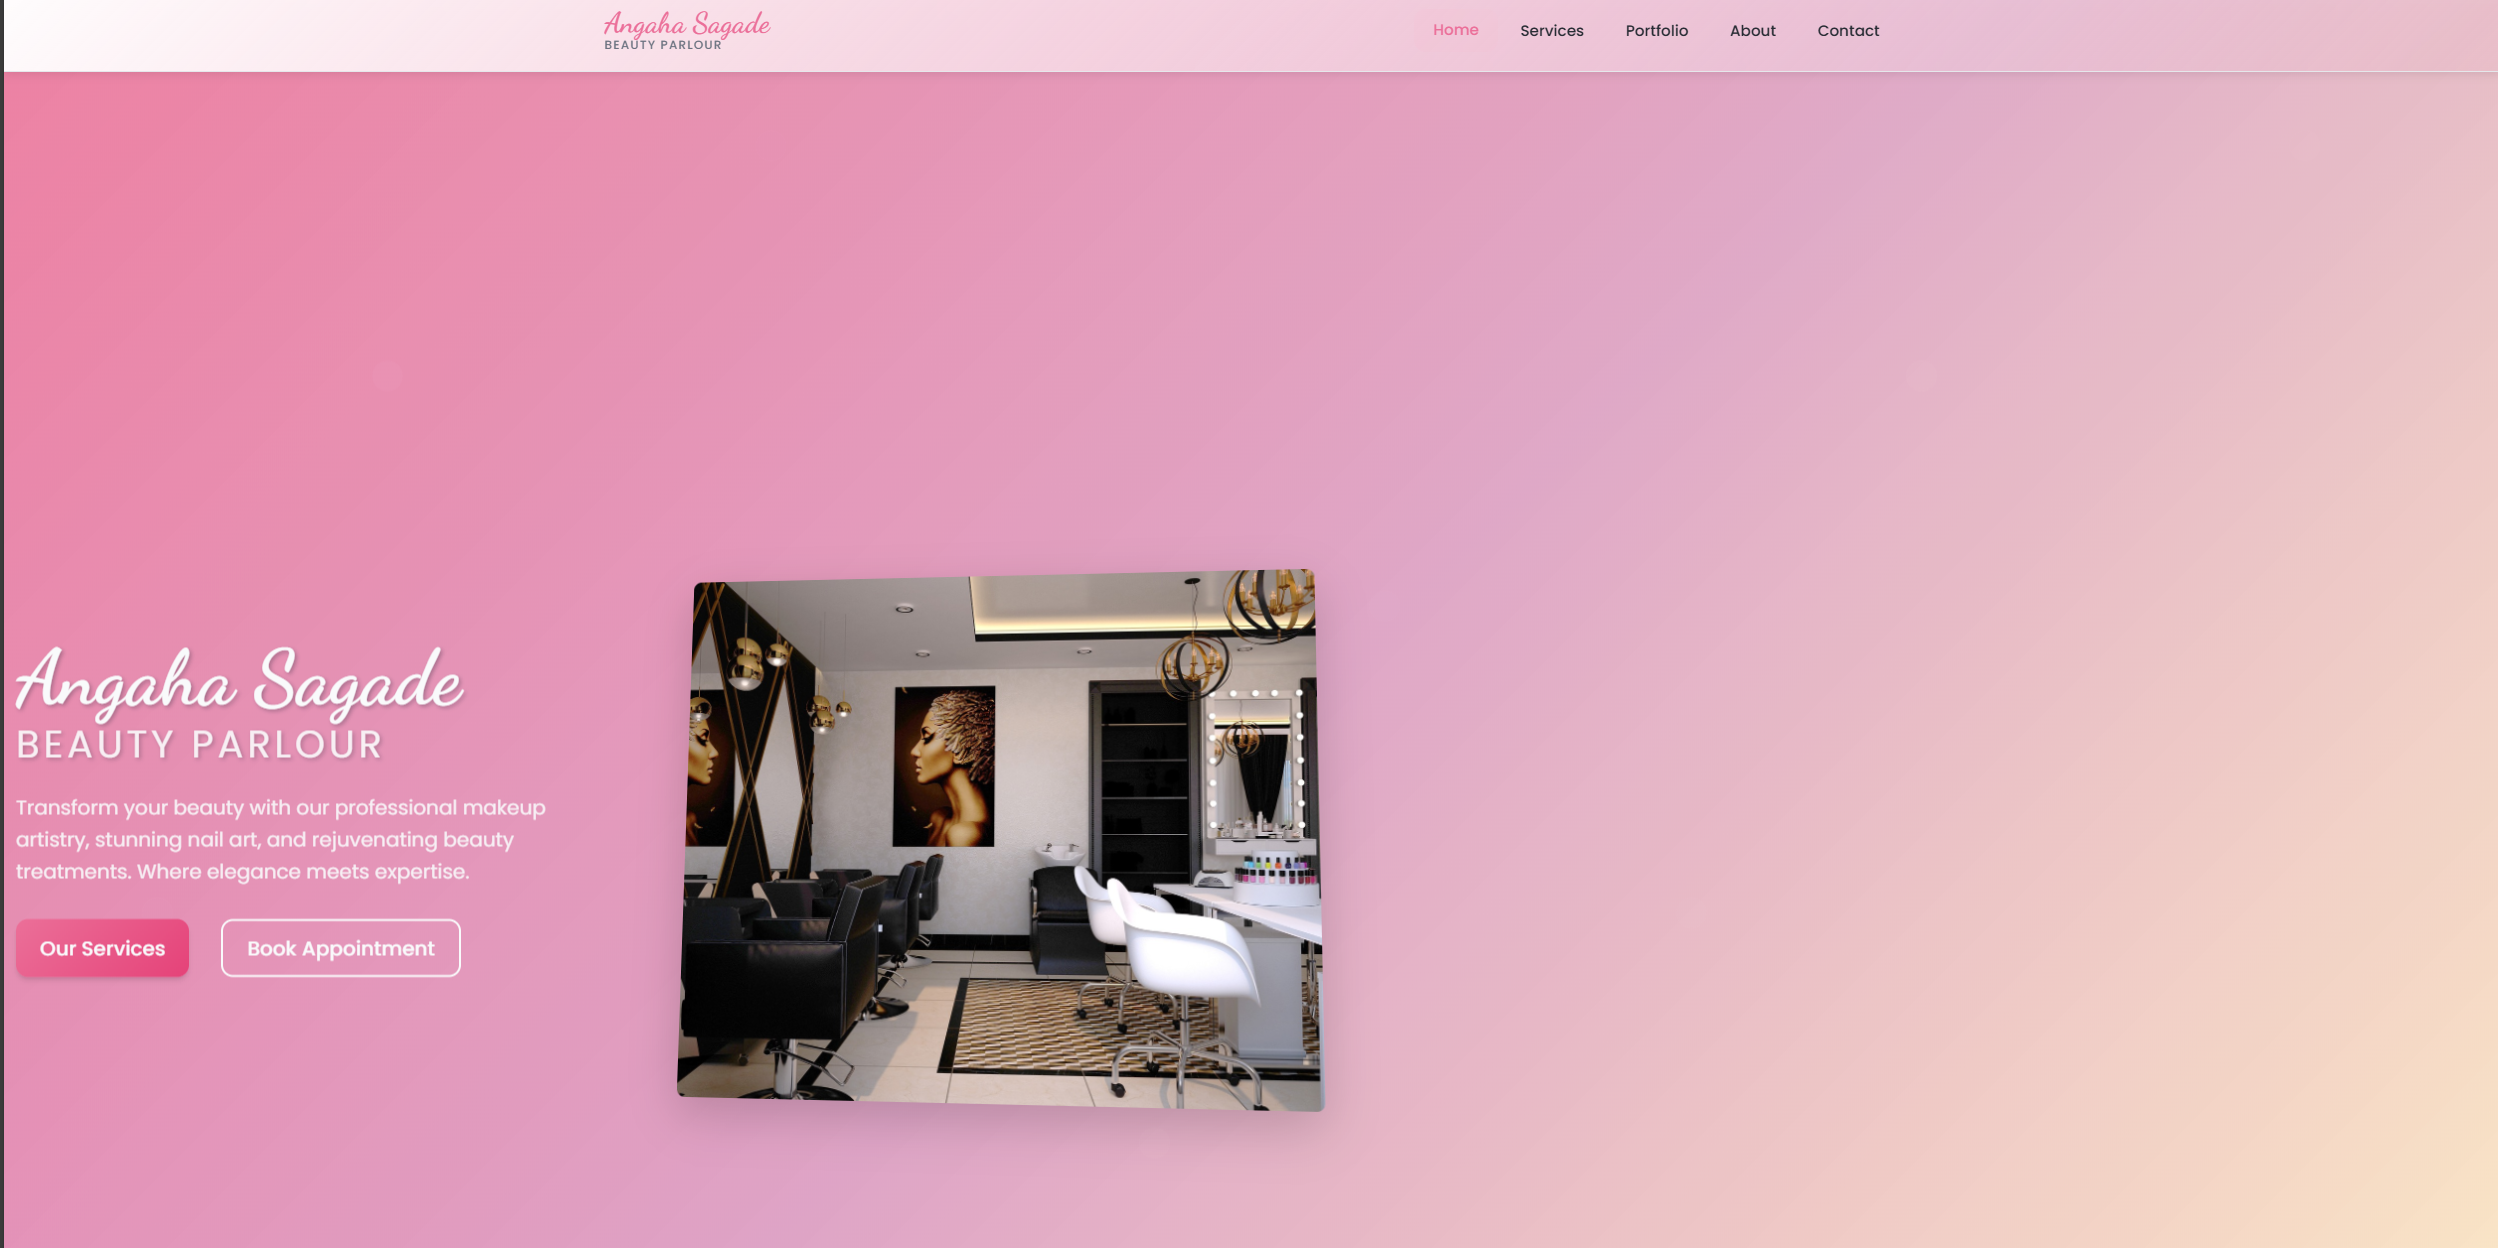 Angaha Sagade
BEAUTY PARLOUR
Home Services Portfolio About Contact
Angaha Sagade
BEAUTY PARLOUR
Transform your beauty with our professional makeup
artistry, stunning nail art, and rejuvenating beauty
treatments. Where elegance meets expertise.
Our Services Book Appointment